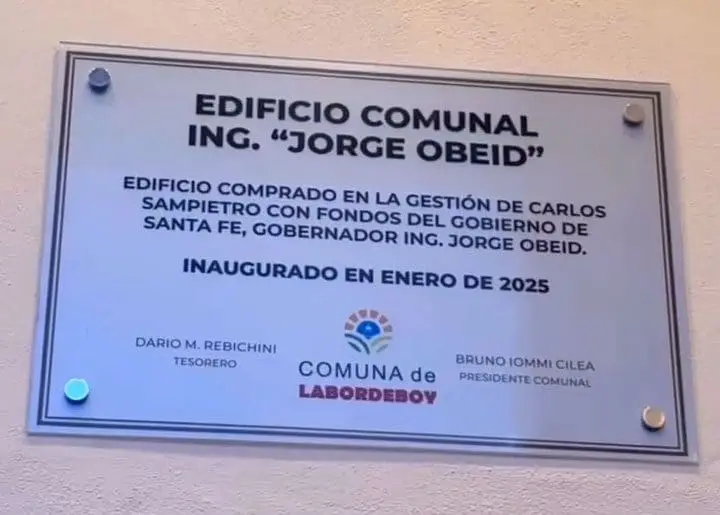 EDIFICIO COMUNAL
ING. “JORGE OBEID”
EDIFICIO COMPRADO EN LA GESTIÓN DE CARLOS
SAMPIETRO CON FONDOS DEL GOBIERNO DE
SANTA FE, GOBERNADOR ING. JORGE OBEID.
INAUGURADO EN ENERO DE 2025
DARIO M. REBICHINI
TESORERO
COMUNA de
LABORDEBOY
BRUNO IOMMI CILEA
PRESIDENTE COMUNAL